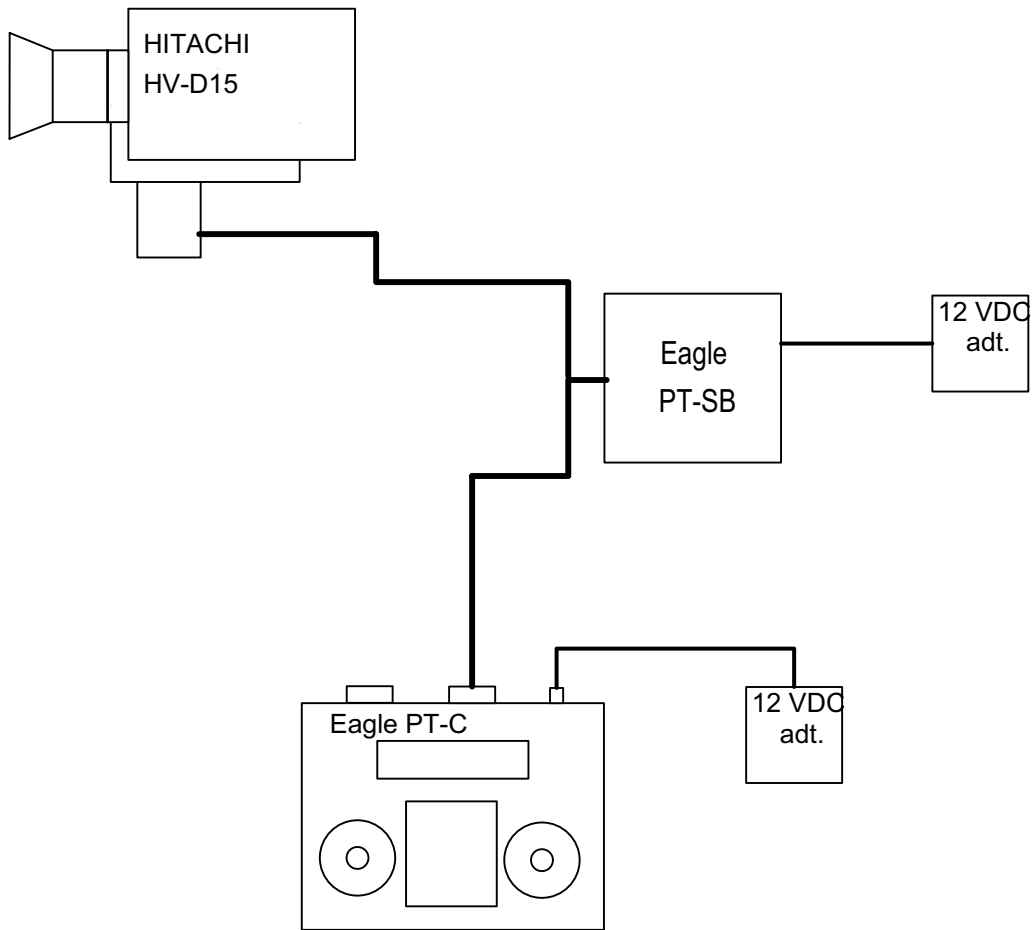 HITACHI
HV-D15
Eagle
PT-SB
12 VDC
adt.
Eagle PT-C
12 VDC
adt.